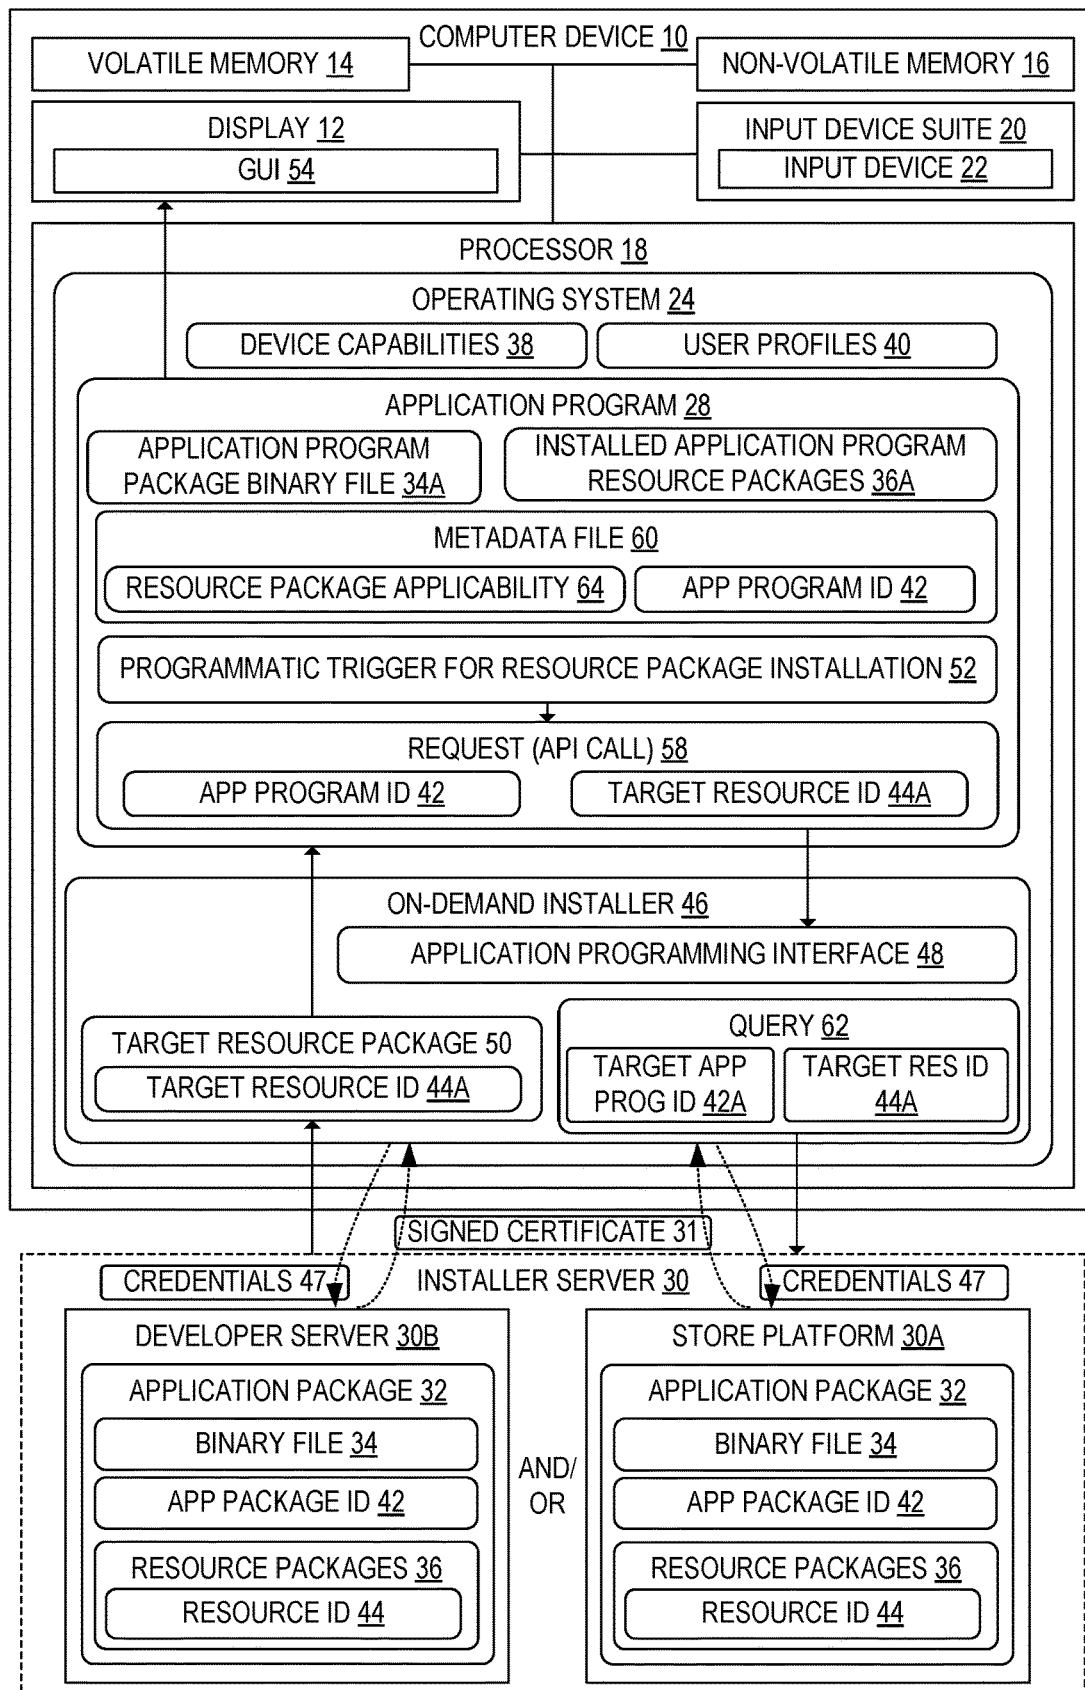 COMPUTER DEVICE 10
VOLATILE MEMORY 14
NON-VOLATILE MEMORY 16
DISPLAY 12
GUI 54
INPUT DEVICE SUITE 20
INPUT DEVICE 22
PROCESSOR 18
OPERATING SYSTEM 24
DEVICE CAPABILITIES 38
USER PROFILES 40
APPLICATION PROGRAM 28
APPLICATION PROGRAM
PACKAGE BINARY FILE 34A
INSTALLED APPLICATION PROGRAM
RESOURCE PACKAGES 36A
METADATA FILE 60
RESOURCE PACKAGE APPLICABILITY 64
APP PROGRAM ID 42
PROGRAMMATIC TRIGGER FOR RESOURCE PACKAGE INSTALLATION 52
REQUEST (API CALL) 58
APP PROGRAM ID 42
TARGET RESOURCE ID 44A
ON-DEMAND INSTALLER 46
APPLICATION PROGRAMMING INTERFACE 48
TARGET RESOURCE PACKAGE 50
TARGET RESOURCE ID 44A
QUERY 62
TARGET APP
PROG ID 42A
TARGET RES ID
44A
SIGNED CERTIFICATE 31
CREDENTIALS 47
INSTALLER SERVER 30
CREDENTIALS 47
DEVELOPER SERVER 30B
APPLICATION PACKAGE 32
BINARY FILE 34
APP PACKAGE ID 42
RESOURCE PACKAGES 36
RESOURCE ID 44
AND/
OR
STORE PLATFORM 30A
APPLICATION PACKAGE 32
BINARY FILE 34
APP PACKAGE ID 42
RESOURCE PACKAGES 36
RESOURCE ID 44